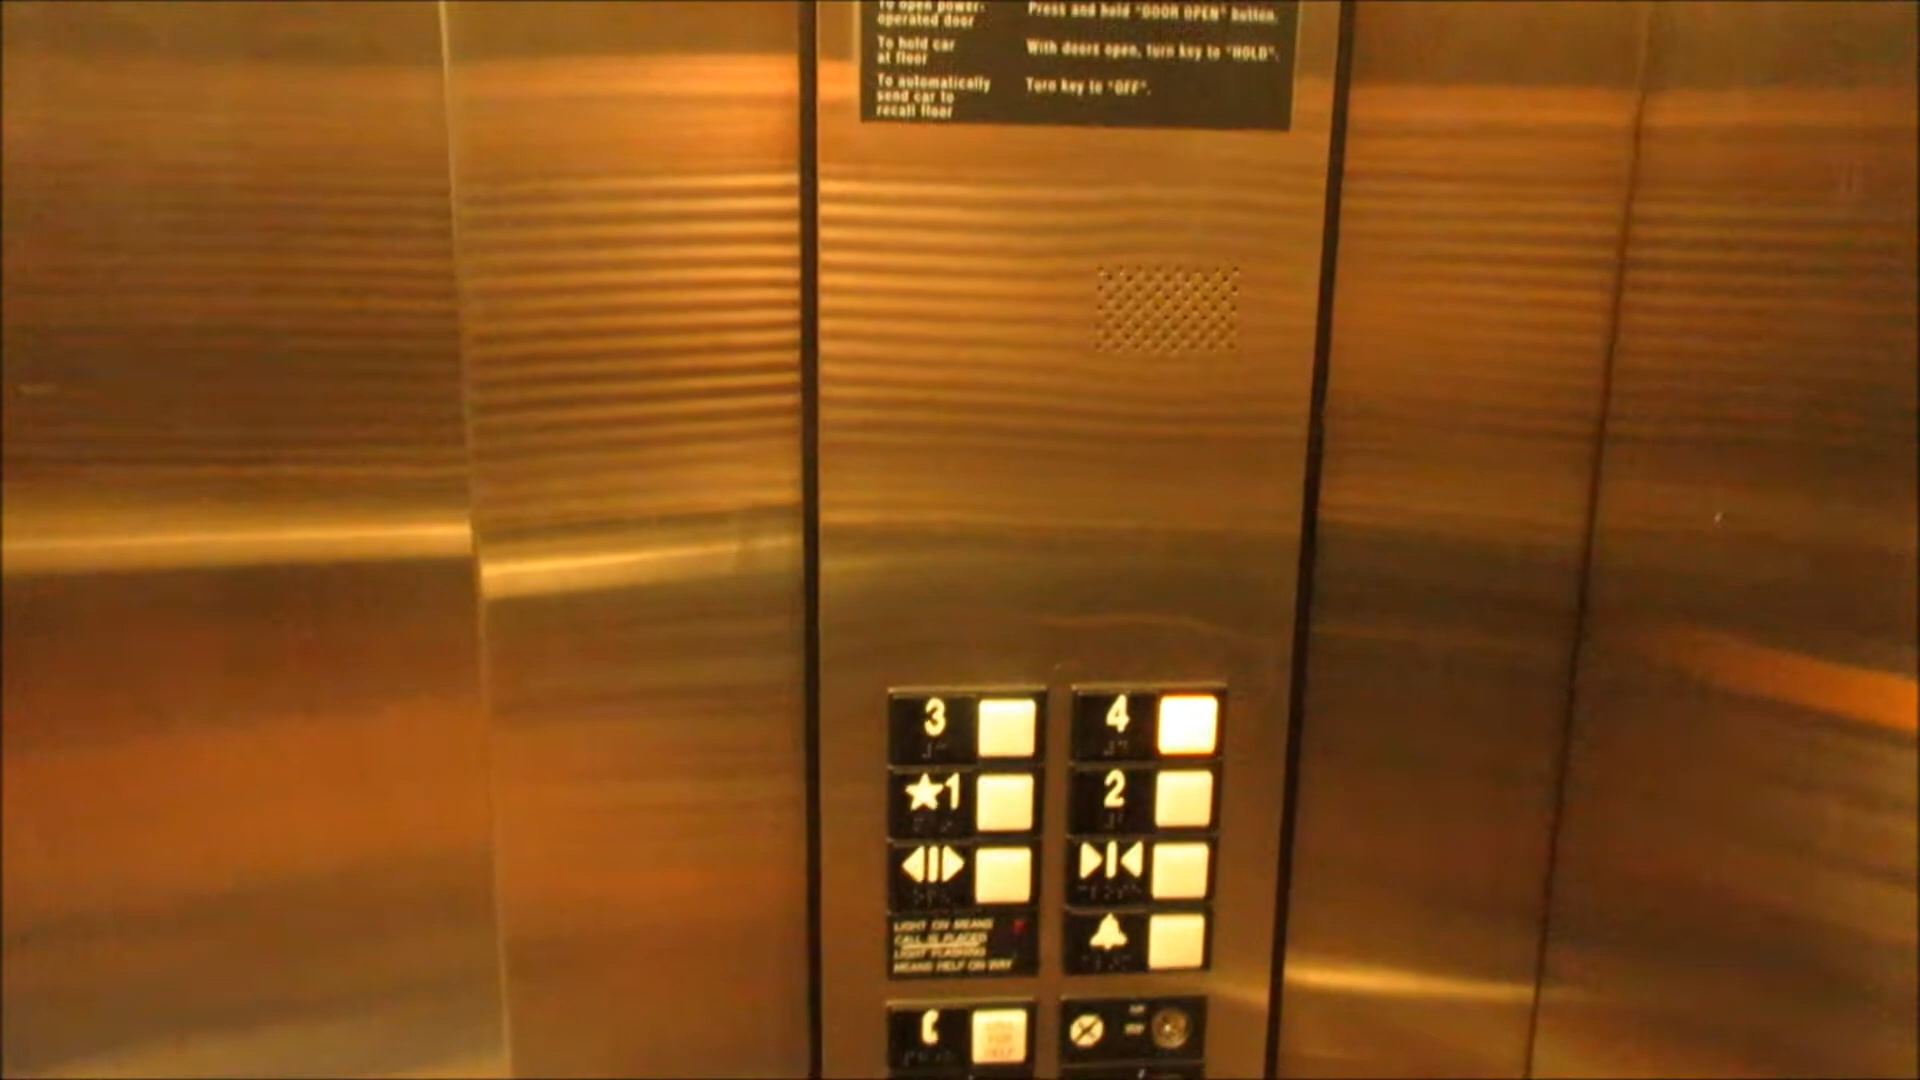 To open power- Press and hold "DOOR OPEN" button.
operated door
To hold car With doors open, turn key to "HOLD".
at floor
To automatically Turn key to "OFF".
send car to
recall floor
3 4
★1 2
LIGHT ON MEANS
CALL IS PLACED
LIGHT FLASHING
MEANS HELP ON WAY
FOR
HELP